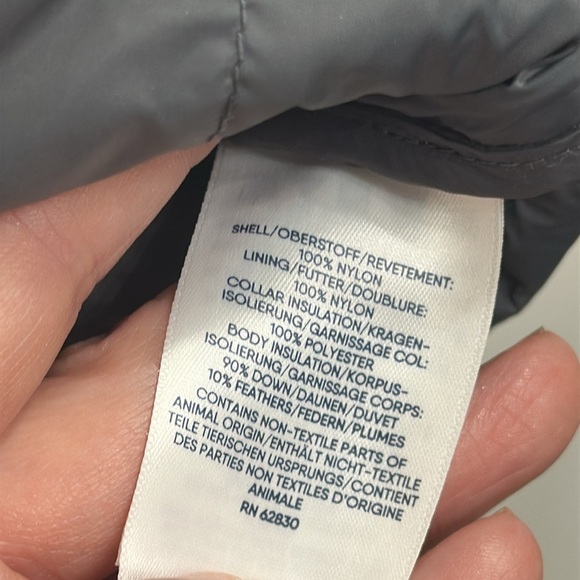 SHELL/OBERSTOFF/REVETEMENT:
100% NYLON
LINING/FUTTER/DOUBLURE:
100% NYLON
COLLAR INSULATION/KRAGEN-
ISOLIERUNG/GARNISSAGE COL:
100% POLYESTER
BODY INSULATION/KORPUS-
ISOLIERUNG/GARNISSAGE CORPS:
90% DOWN/DAUNEN/DUVET
10% FEATHERS/FEDERN/PLUMES
CONTAINS NON-TEXTILE PARTS OF
ANIMAL ORIGIN/ENTHÄLT NICHT-TEXTILE
TEILE TIERISCHEN URSPRUNGS/CONTIENT
DES PARTIES NON TEXTILES D'ORIGINE
ANIMALE
RN 62830